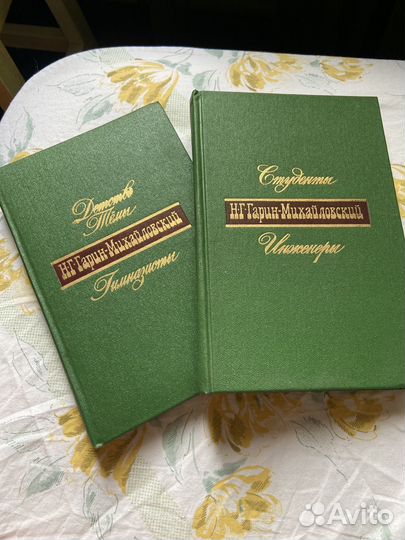 Детство
Тёмы
Н·Г·Гарин-Михайловский
Гимназисты
Студенты
Н·Г·Гарин-Михайловский
Инженеры
Avito